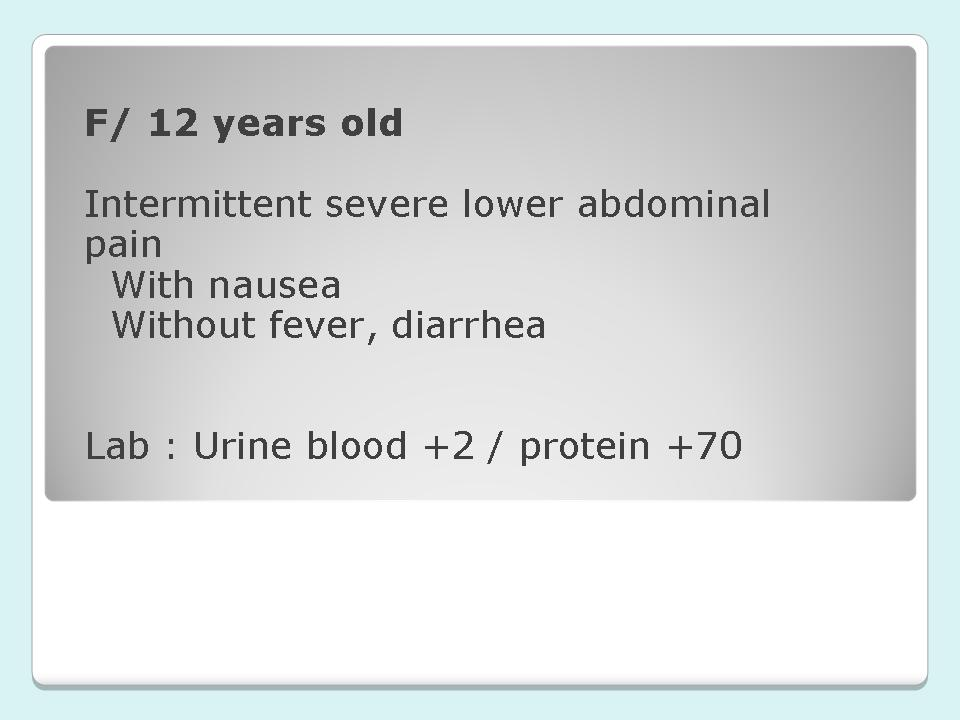 F/ 12 years old
Intermittent severe lower abdominal
pain
With nausea
Without fever, diarrhea
Lab : Urine blood +2 / protein +70